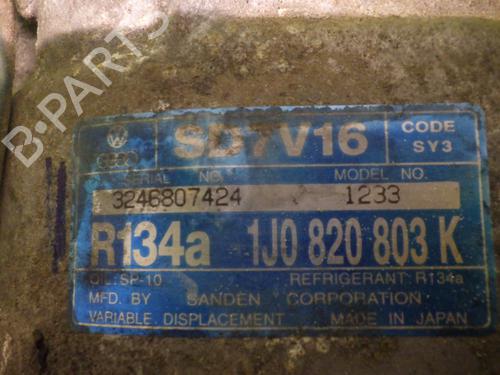 B-PARTS
SD7V16
CODE
SY3
SERIAL NO.
MODEL NO.
3246807424
1233
R134a 1J0 820 803 K
OIL: SP-10
REFRIGERANT: R134a
MFD. BY SANDEN CORPORATION
VARIABLE DISPLACEMENT MADE IN JAPAN